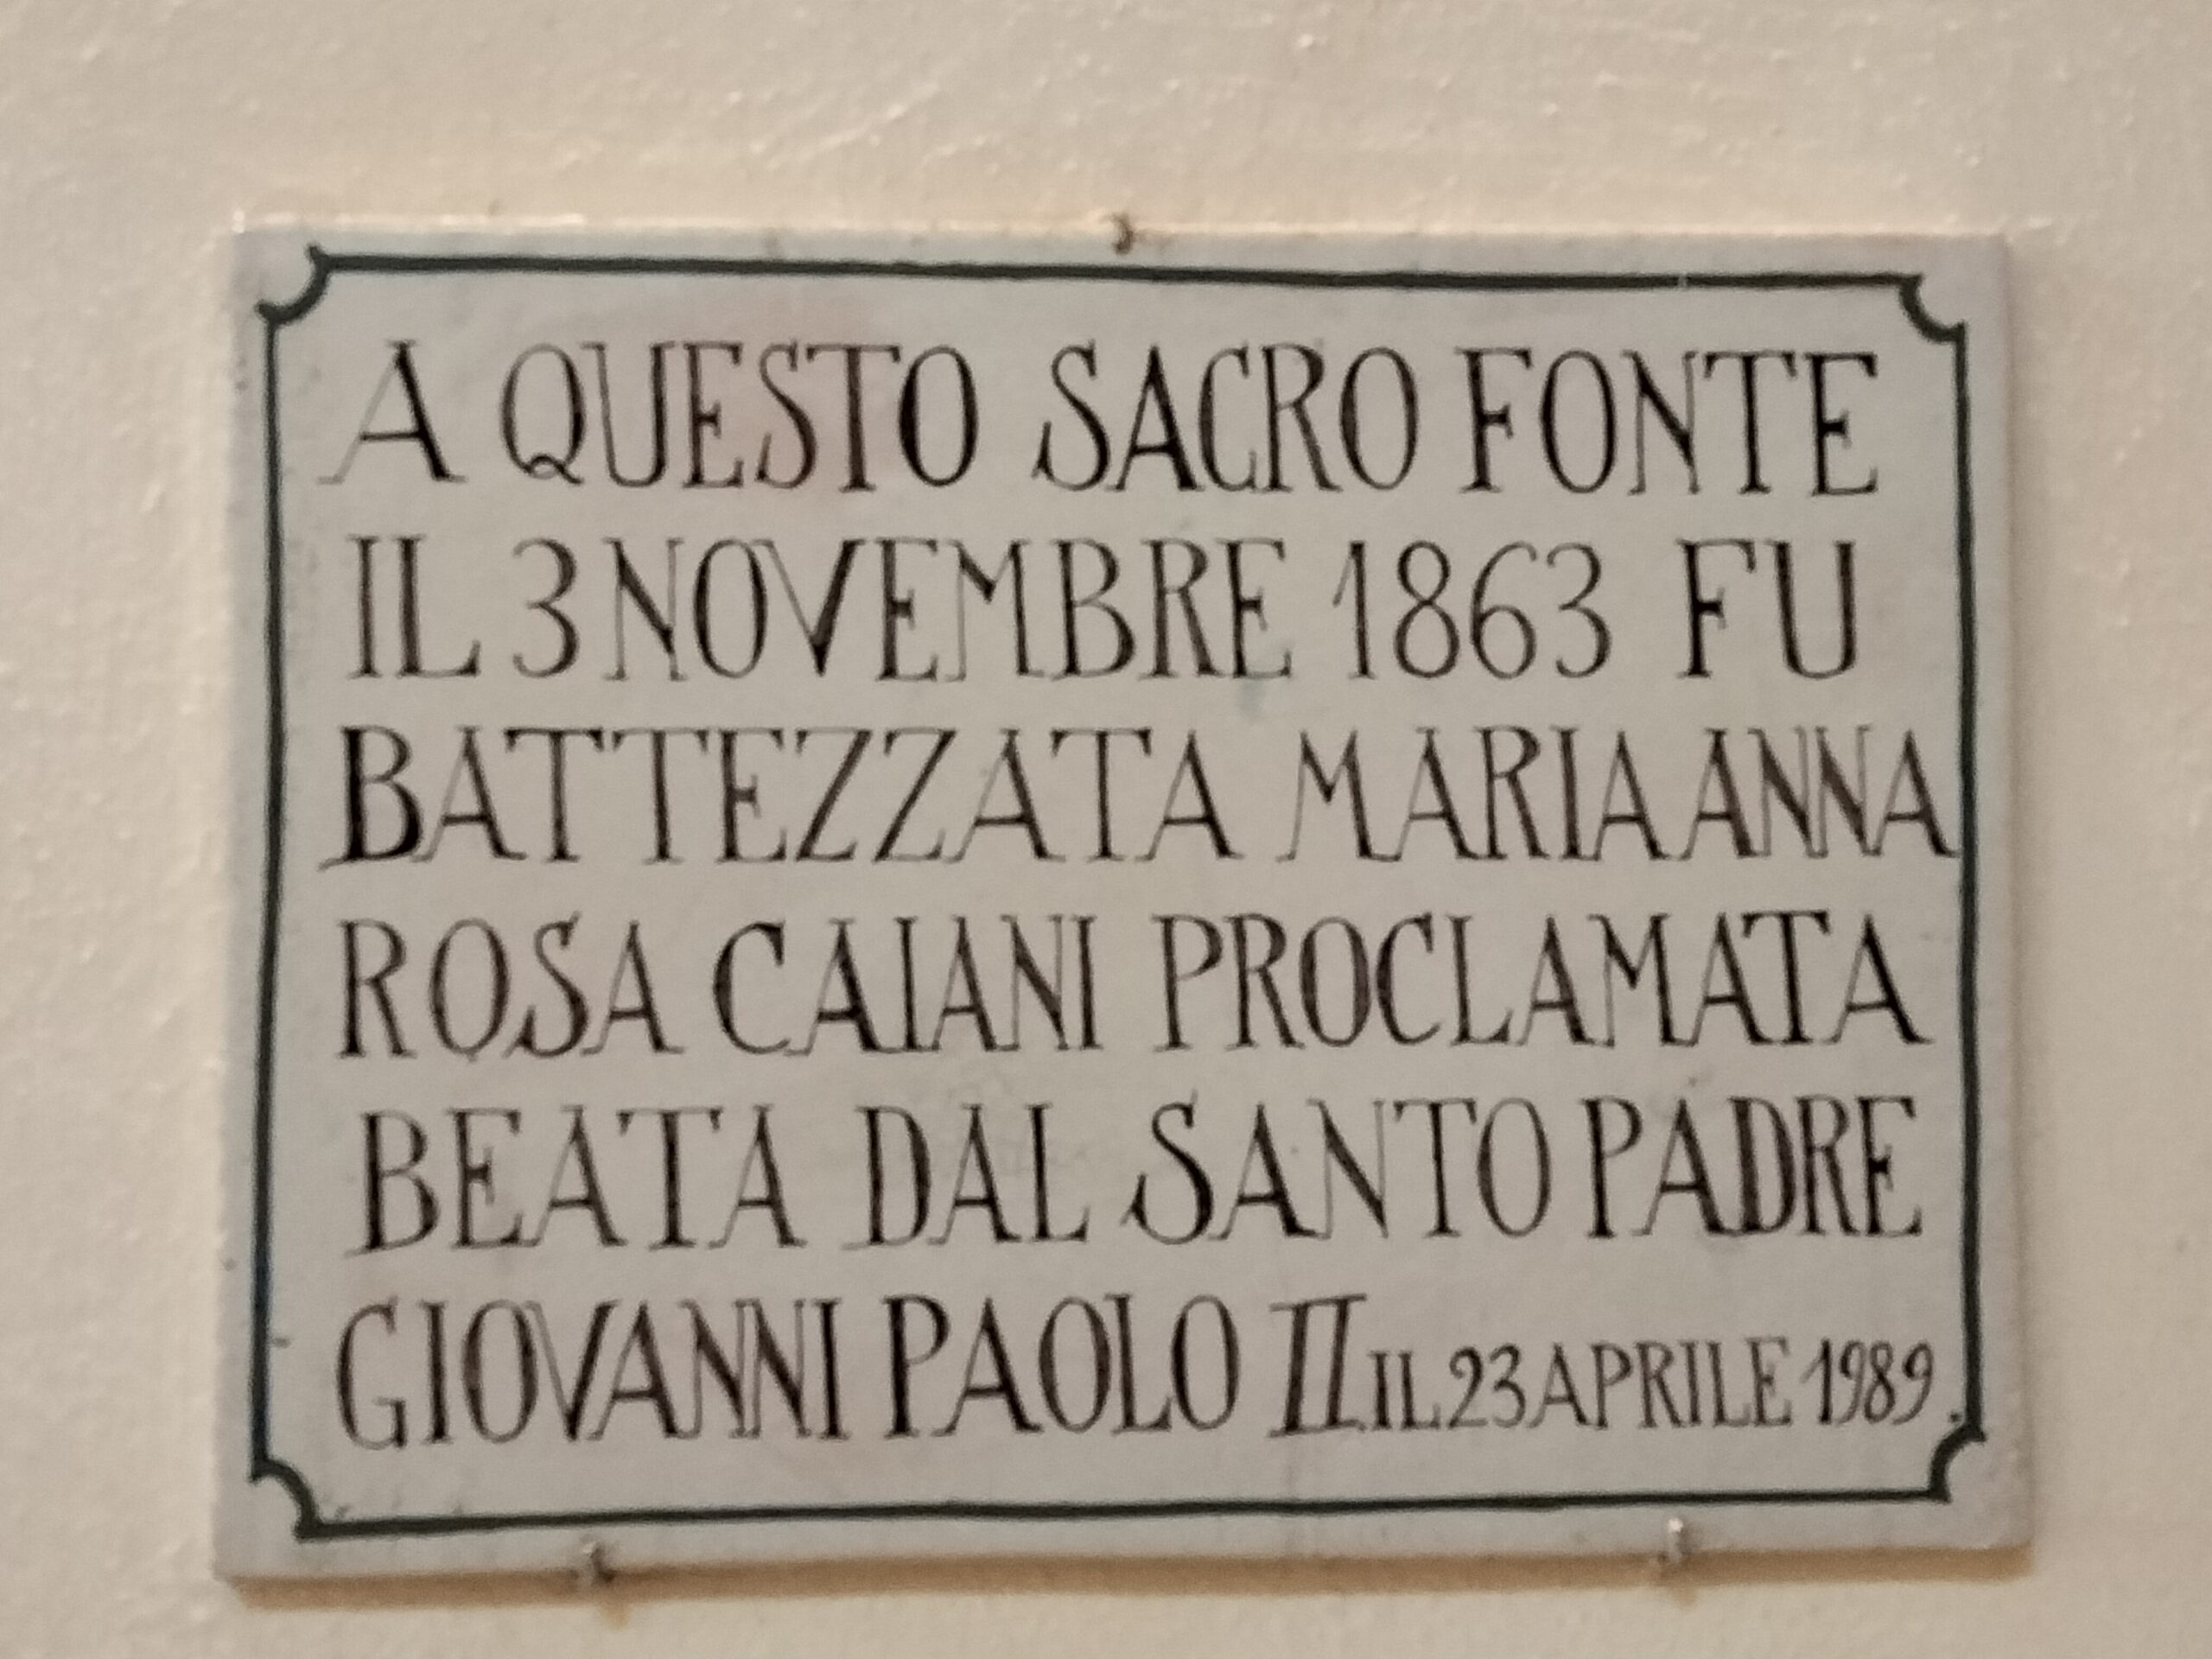 A QUESTO SACRO FONTE
IL 3 NOVEMBRE 1863 FU
BATTEZZATA MARIA ANNA
ROSA CAIANI PROCLAMATA
BEATA DAL SANTO PADRE
GIOVANNI PAOLO II IL 23 APRILE 1989.